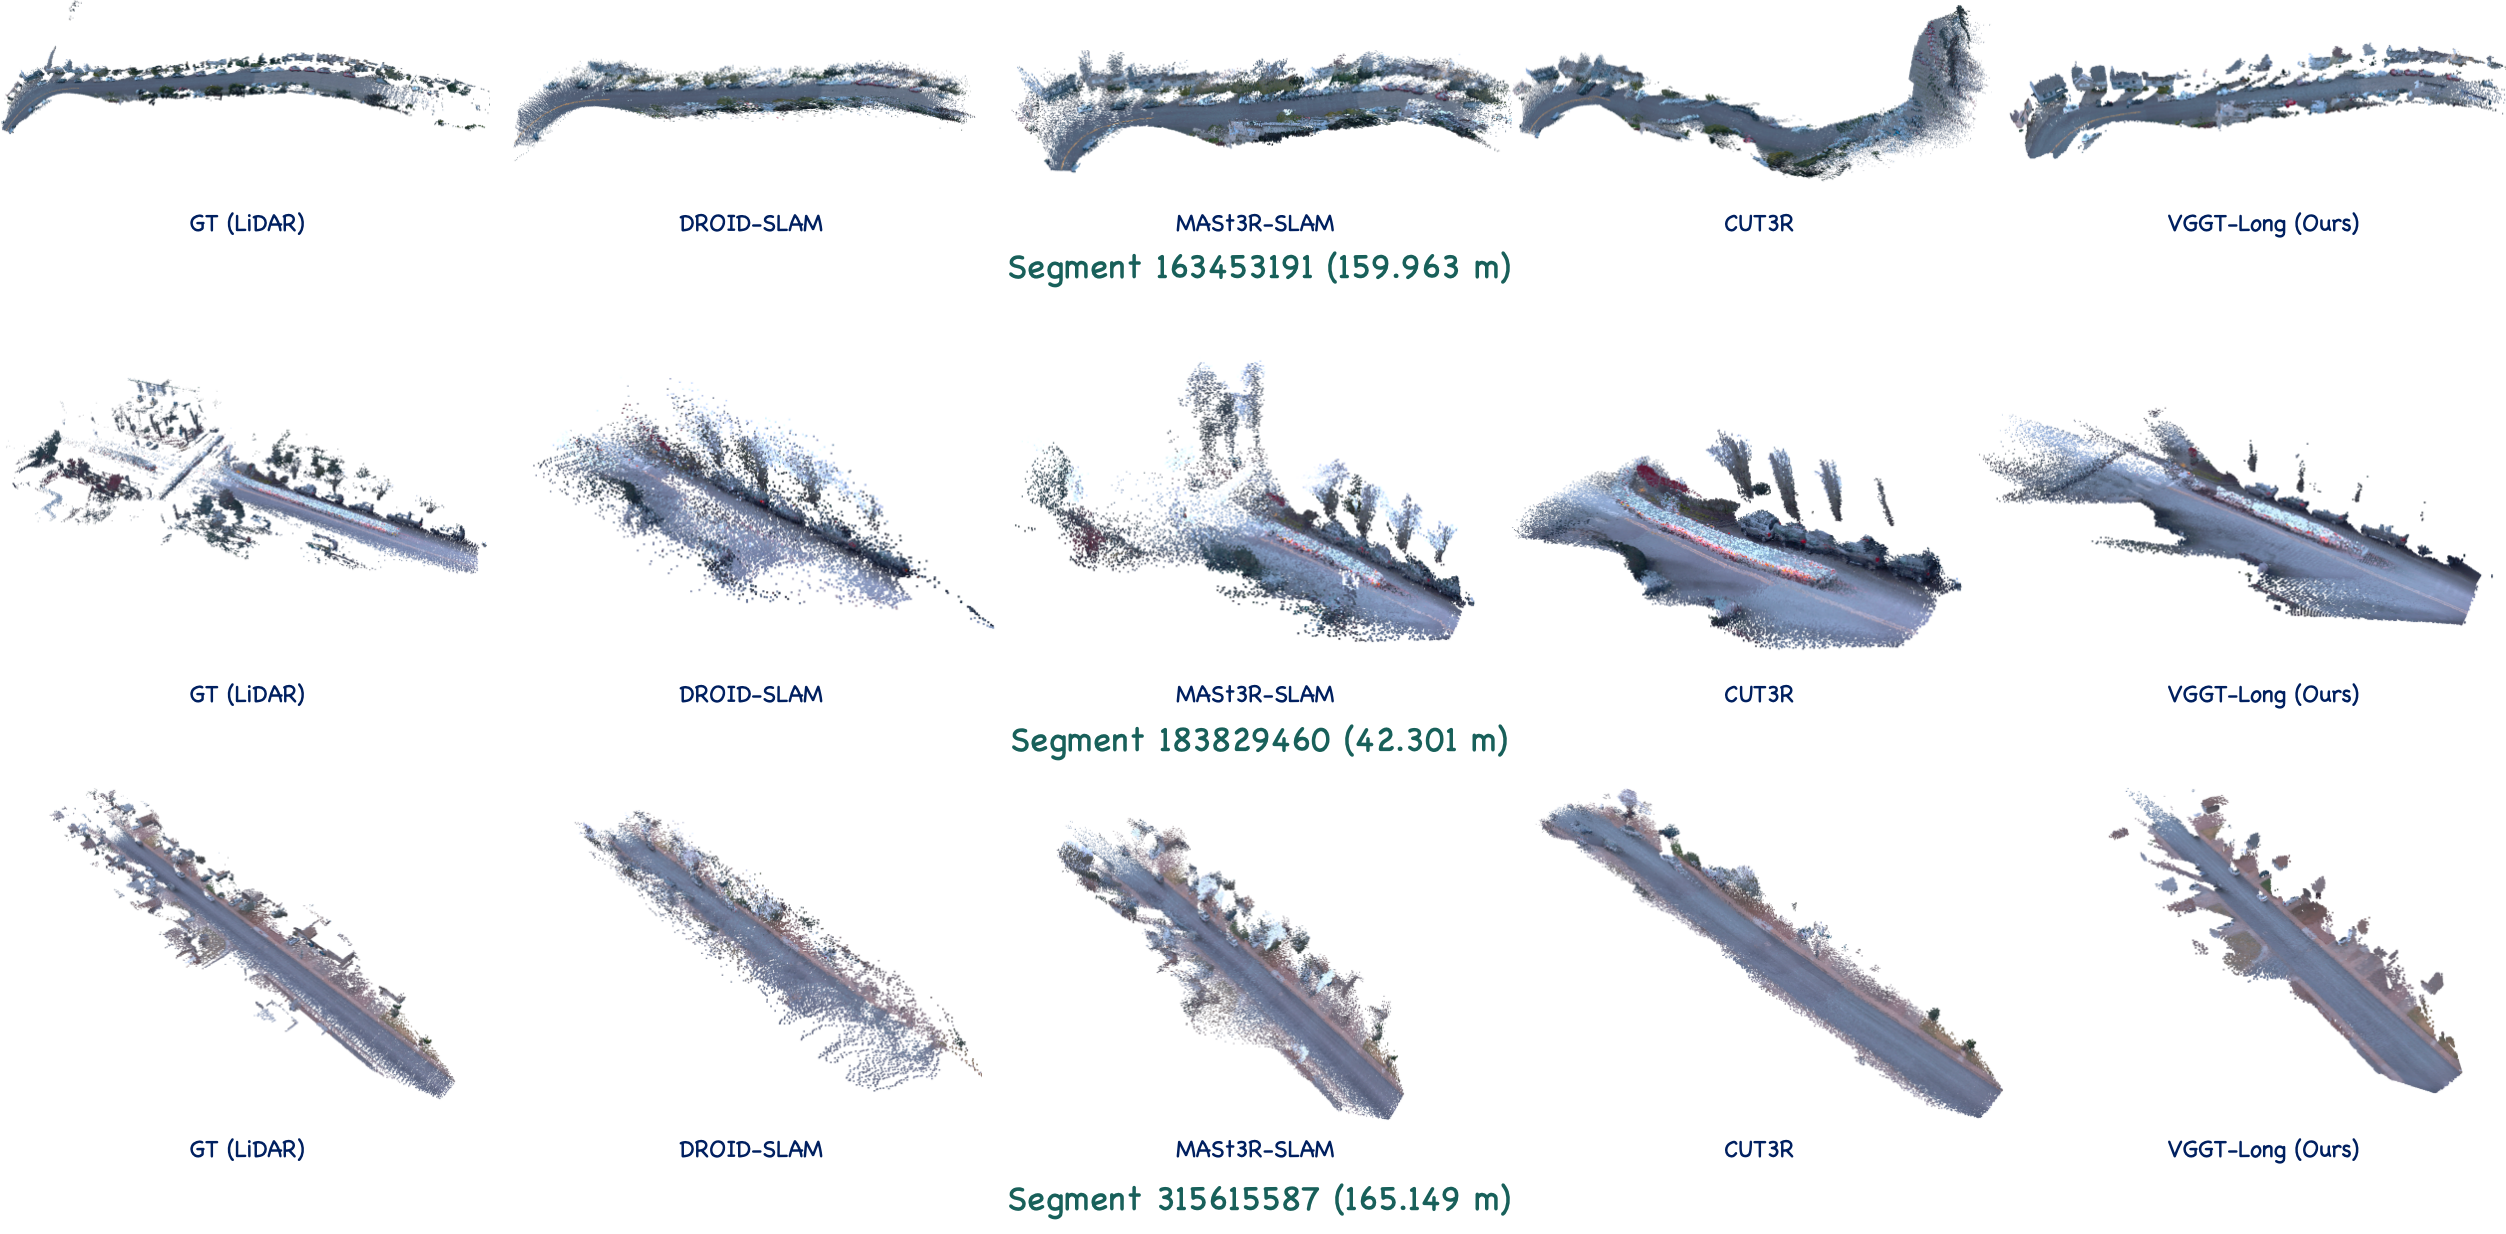 GT (LiDAR)
DROID-SLAM
MASt3R-SLAM
CUT3R
VGGT-Long (Ours)
Segment 163453191 (159.963 m)
GT (LiDAR)
DROID-SLAM
MASt3R-SLAM
CUT3R
VGGT-Long (Ours)
Segment 183829460 (42.301 m)
GT (LiDAR)
DROID-SLAM
MASt3R-SLAM
CUT3R
VGGT-Long (Ours)
Segment 315615587 (165.149 m)